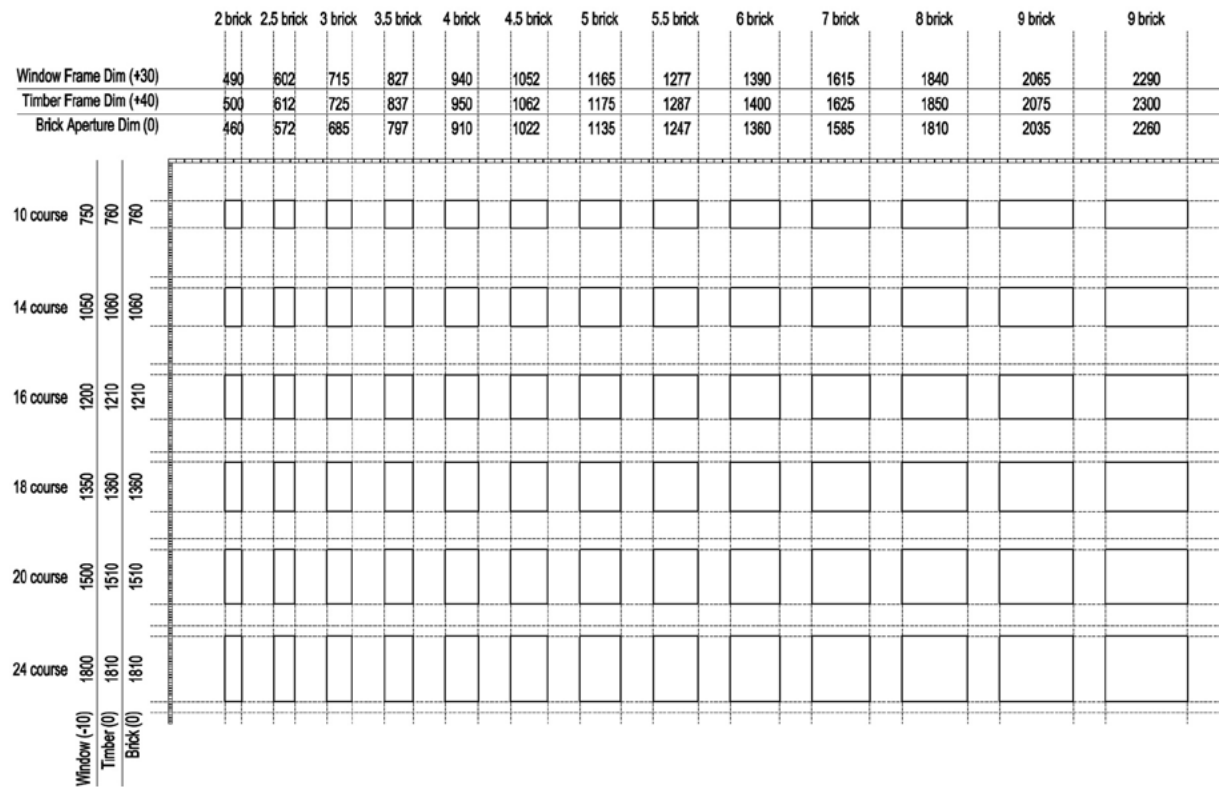 2 brick 2.5 brick 3 brick 3.5 brick 4 brick 4.5 brick 5 brick 5.5 brick 6 brick 7 brick 8 brick 9 brick 9 brick
Window Frame Dim (+30) 490 602 715 827 940 1052 1165 1277 1390 1615 1840 2065 2290
Timber Frame Dim (+40) 500 612 725 837 950 1062 1175 1287 1400 1625 1850 2075 2300
Brick Aperture Dim (0) 460 572 685 797 910 1022 1135 1247 1360 1585 1810 2035 2260
10 course 750 760 760
14 course 1050 1060 1060
16 course 1200 1210 1210
18 course 1350 1360 1360
20 course 1500 1510 1510
24 course 1800 1810 1810
Window (-10) Timber (0) Brick (0)